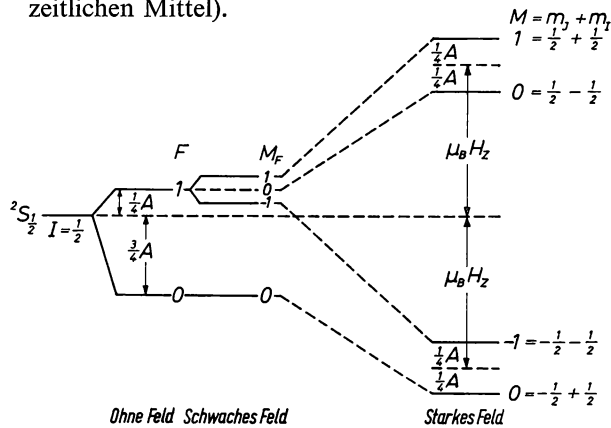 zeitlichen Mittel).
M = m_J + m_I
1 = 1/2 + 1/2
1/4 A
1/4 A
0 = 1/2 - 1/2
F
M_F
μ_B H_Z
1
1
0
-1
1/4 A
²S_1/2 I = 1/2
3/4 A
μ_B H_Z
0
0
-1 = -1/2 - 1/2
1/4 A
1/4 A
0 = -1/2 + 1/2
Ohne Feld Schwaches Feld Starkes Feld